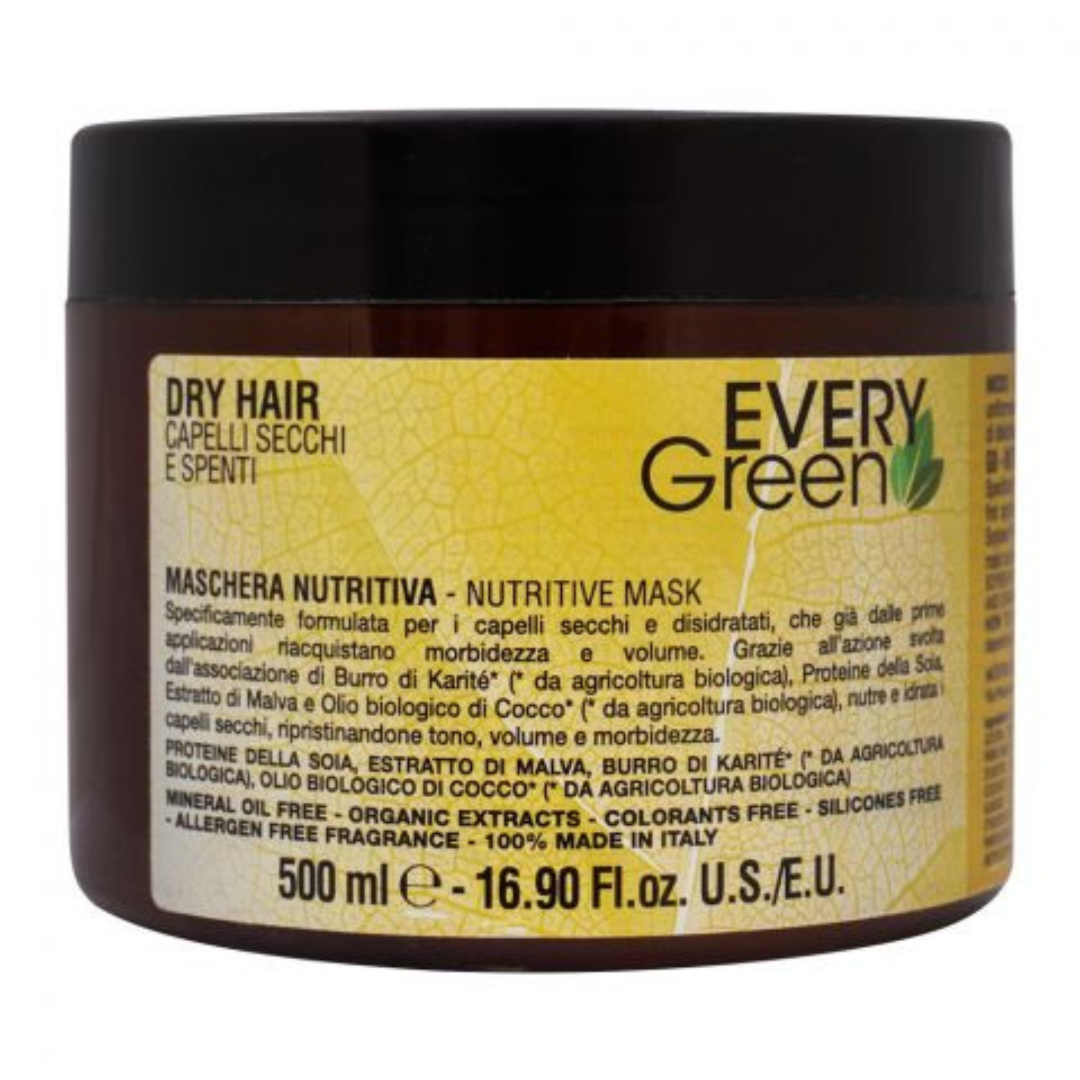 DRY HAIR
CAPELLI SECCHI
E SPENTI
EVERY
Green
MASCHERA NUTRITIVA - NUTRITIVE MASK
Specificamente formulata per i capelli secchi e disidratati, che già dalle prime
applicazioni riacquistano morbidezza e volume. Grazie all'azione svolta
dall'associazione di Burro di Karité* (* da agricoltura biologica), Proteine della Soia,
Estratto di Malva e Olio biologico di Cocco* (* da agricoltura biologica), nutre e idrata i
capelli secchi, ripristinandone tono, volume e morbidezza.
PROTEINE DELLA SOIA, ESTRATTO DI MALVA, BURRO DI KARITÉ* (* DA AGRICOLTURA
BIOLOGICA), OLIO BIOLOGICO DI COCCO* (* DA AGRICOLTURA BIOLOGICA)
MINERAL OIL FREE - ORGANIC EXTRACTS - COLORANTS FREE - SILICONES FREE
- ALLERGEN FREE FRAGRANCE - 100% MADE IN ITALY
500 ml ℮ - 16.90 Fl.oz. U.S./E.U.